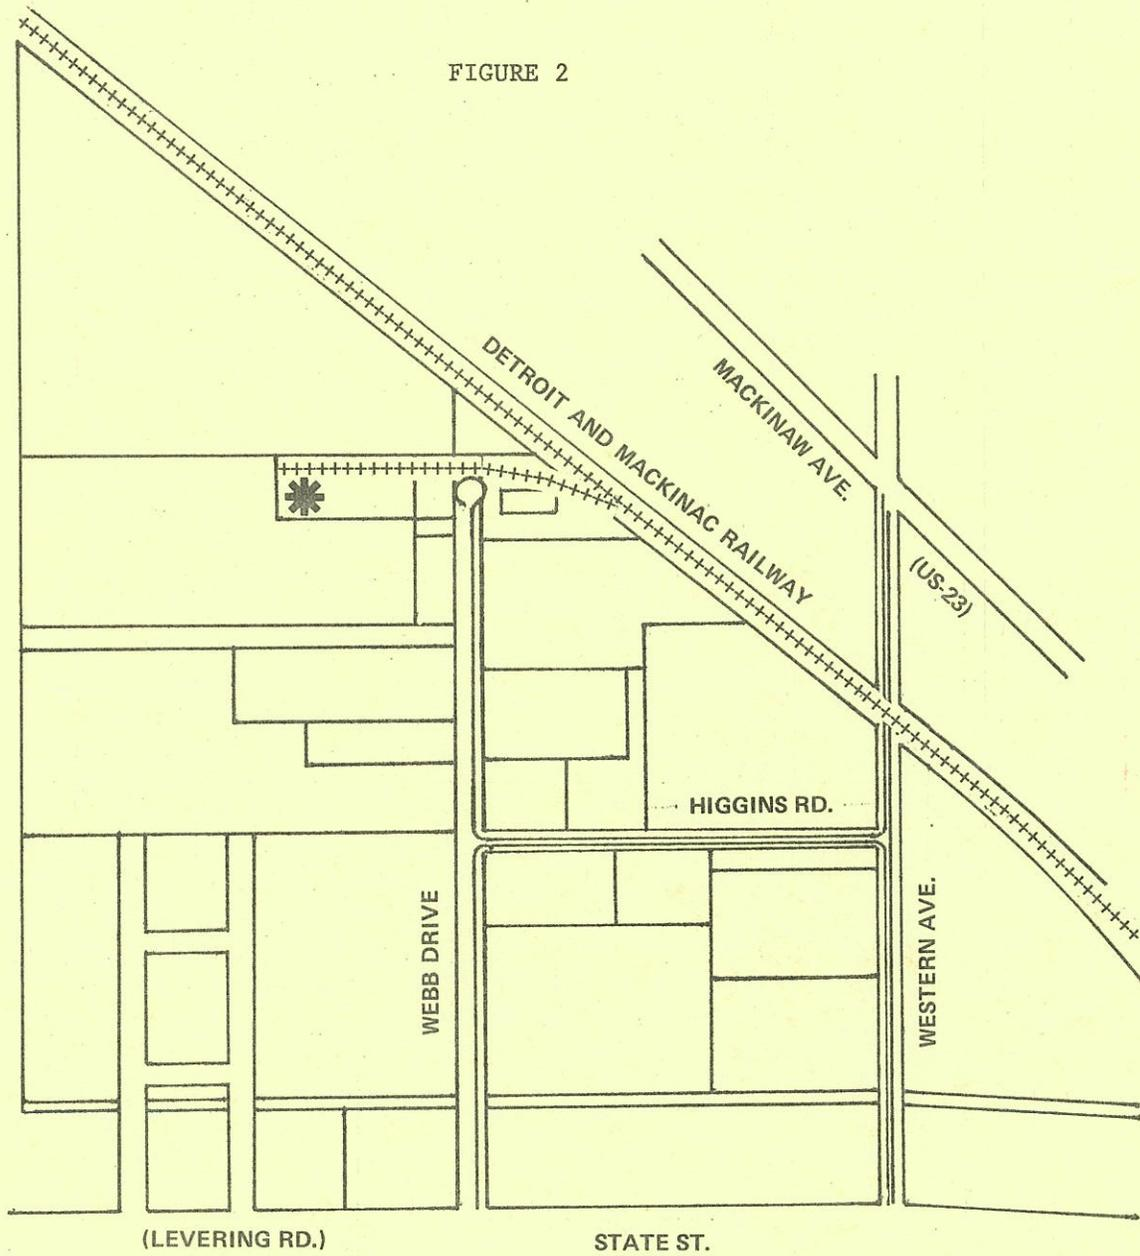 FIGURE 2
DETROIT AND MACKINAC RAILWAY
MACKINAW AVE.
(US-23)
HIGGINS RD.
WEBB DRIVE
WESTERN AVE.
(LEVERING RD.)
STATE ST.